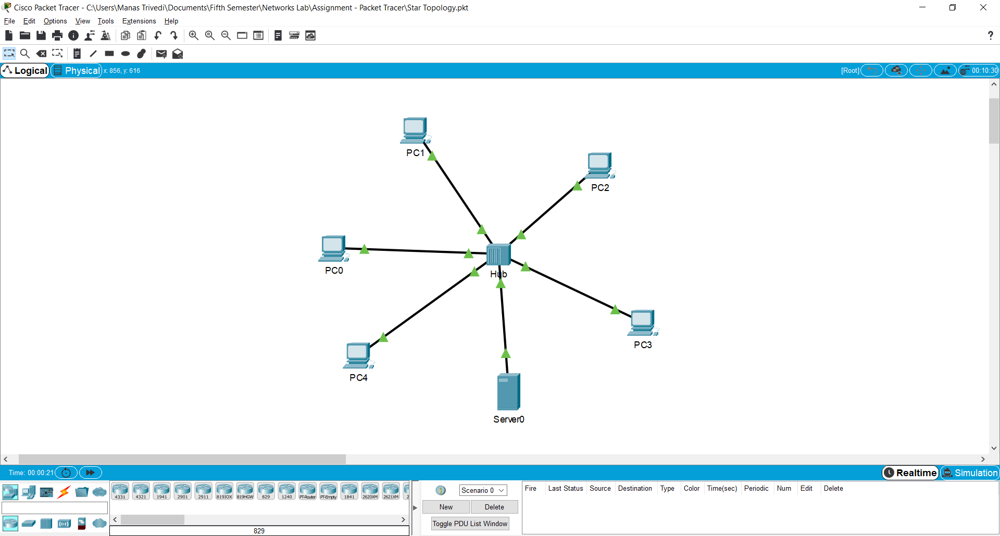 Cisco Packet Tracer - C:\Users\Manas Trivedi\Documents\Fifth Semester\Networks Lab\Assignment - Packet Tracer\Star Topology.pkt
File Edit Options View Tools Extensions Help
?
Logical Physical x: 856, y: 616 [Root] 00:10:30
PC1
PC2
PC0
Hub
PC3
PC4
Server0
Time: 00:00:21 Realtime Simulation
4331 4321 1941 2901 2911 819IOX 819HGW 829 1240 PT-Router PT-Empty 1841 2620XM 2621XM 2
829
Scenario 0
New Delete
Toggle PDU List Window
Fire Last Status Source Destination Type Color Time(sec) Periodic Num Edit Delete